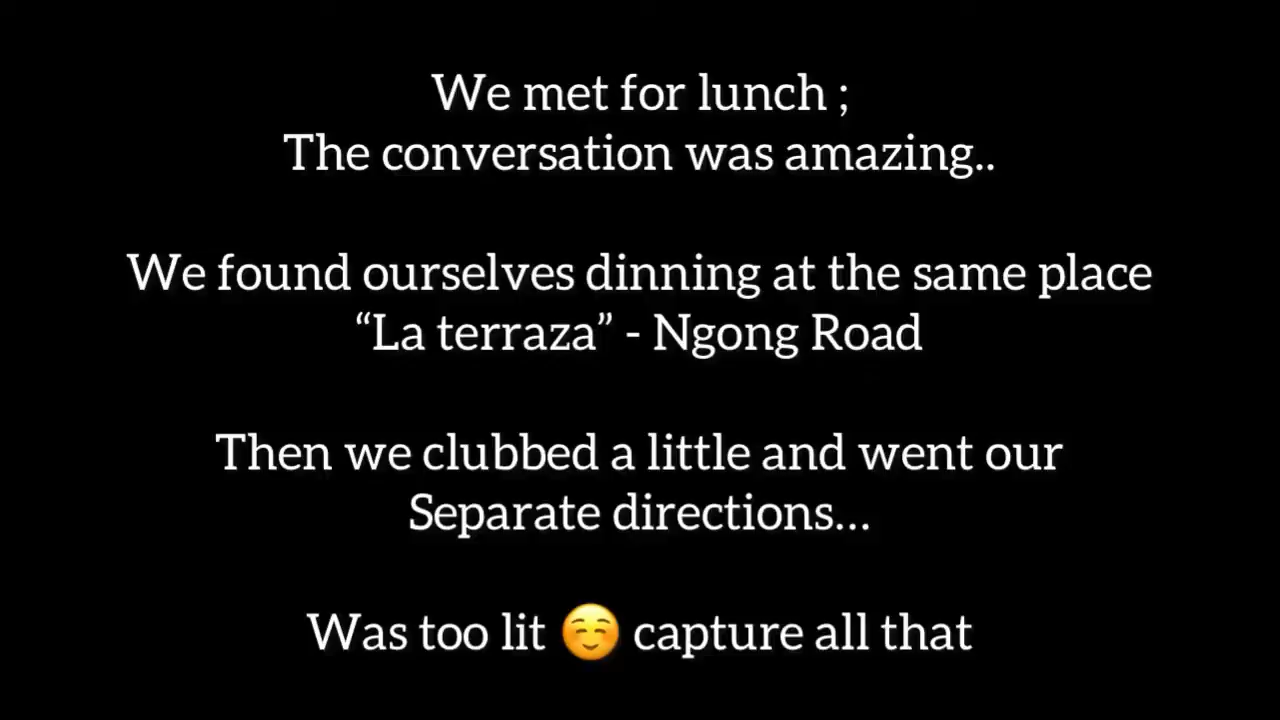 We met for lunch ;
The conversation was amazing..
We found ourselves dinning at the same place
“La terraza” - Ngong Road
Then we clubbed a little and went our
Separate directions...
Was too lit ☺️ capture all that